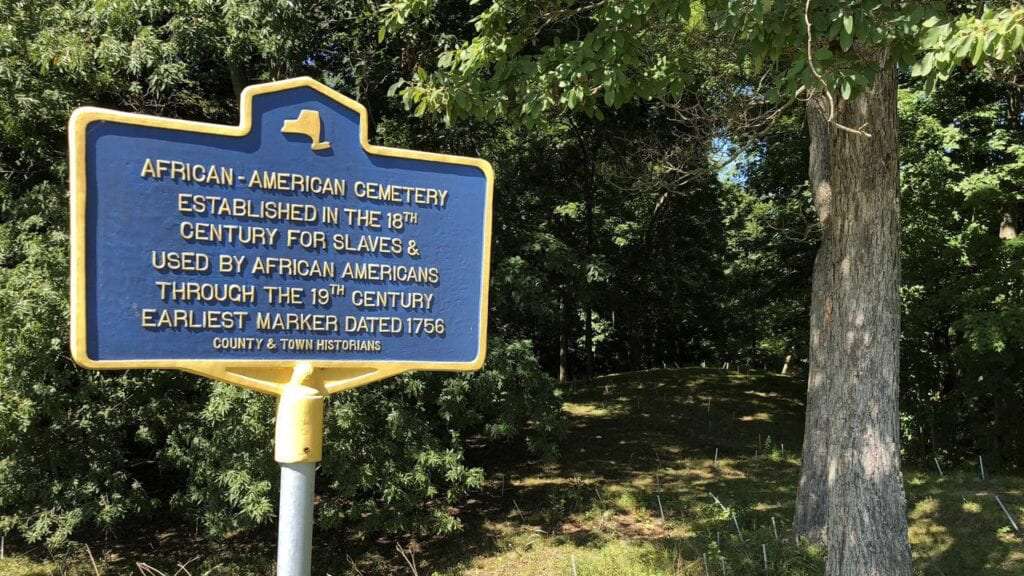 AFRICAN-AMERICAN CEMETERY
ESTABLISHED IN THE 18TH
CENTURY FOR SLAVES &
USED BY AFRICAN AMERICANS
THROUGH THE 19TH CENTURY
EARLIEST MARKER DATED 1756
COUNTY & TOWN HISTORIANS